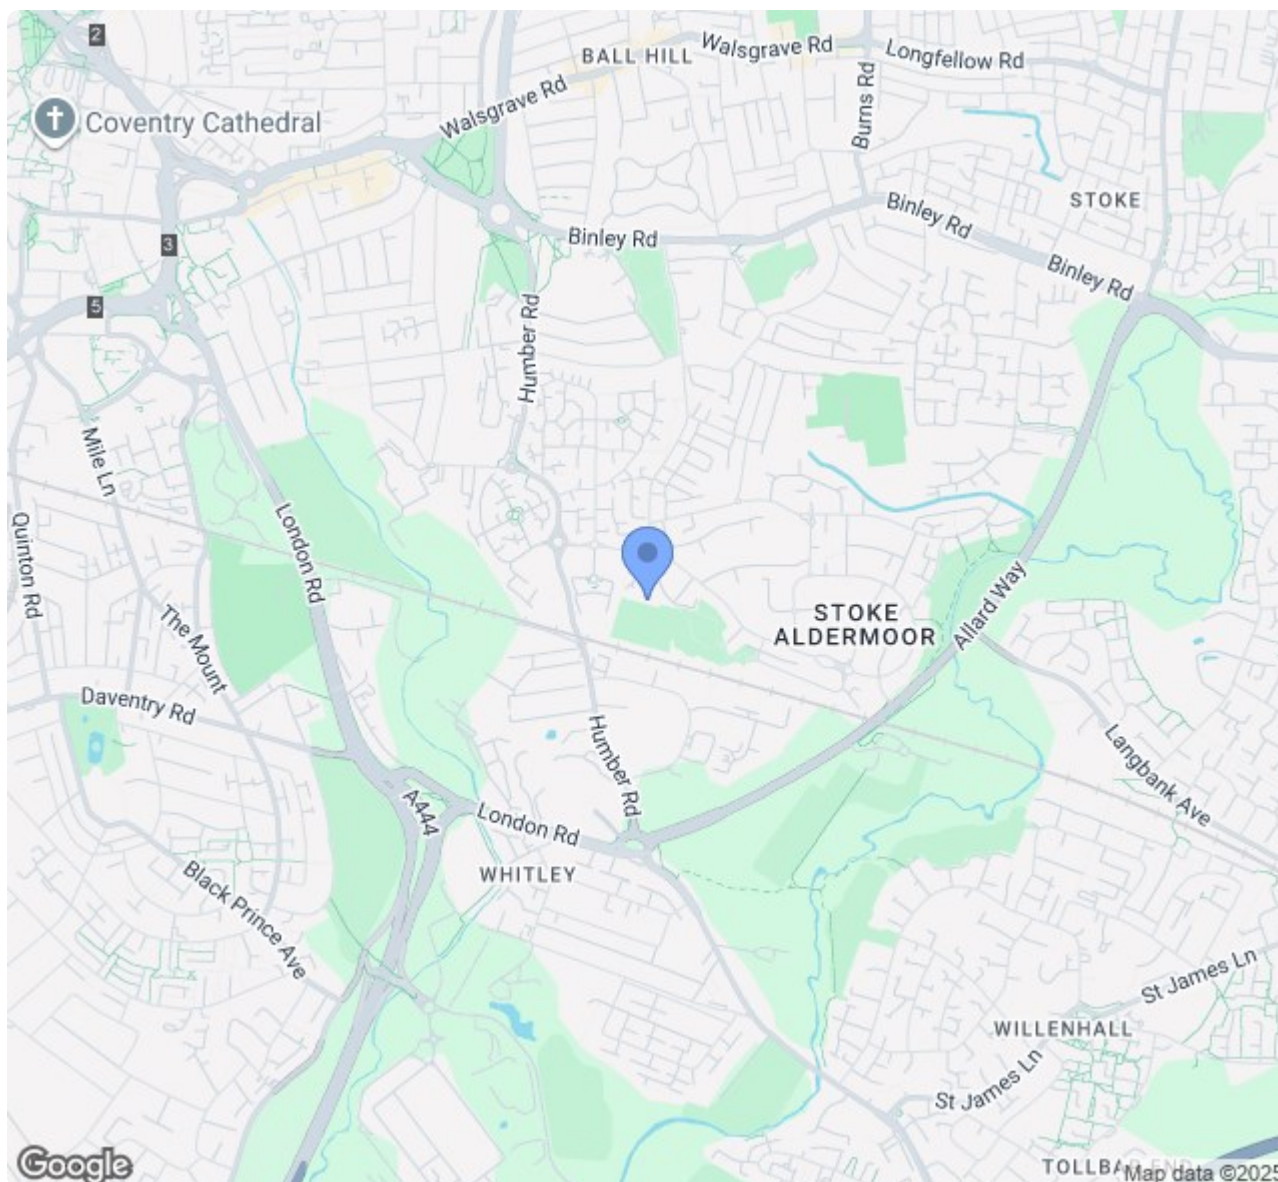 2
BALL HILL
Walsgrave Rd
Longfellow Rd
Walsgrave Rd
Burns Rd
Coventry Cathedral
STOKE
Binley Rd
Binley Rd
Binley Rd
3
5
Humber Rd
Mile Ln
London Rd
Quinton Rd
The Mount
STOKE
ALDERMOOR
Allard Way
Daventry Rd
Humber Rd
Langbank Ave
A444
London Rd
WHITLEY
Black Prince Ave
St James Ln
WILLENHALL
St James Ln
Google
TOLLBAR END
Map data ©2025